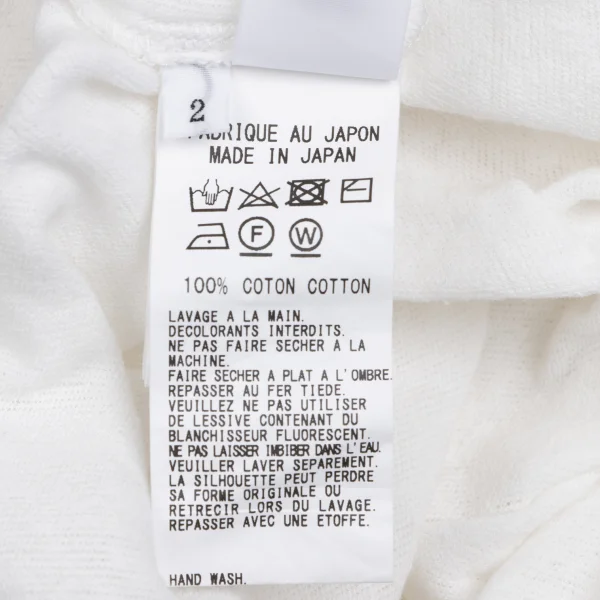 2
FABRIQUE AU JAPON
MADE IN JAPAN
F W
100% COTON COTTON
LAVAGE A LA MAIN.
DECOLORANTS INTERDITS.
NE PAS FAIRE SECHER A LA
MACHINE.
FAIRE SECHER A PLAT A L'OMBRE.
REPASSER AU FER TIEDE.
VEUILLEZ NE PAS UTILISER
DE LESSIVE CONTENANT DU
BLANCHISSEUR FLUORESCENT.
NE PAS LAISSER IMBIBER DANS L'EAU.
VEUILLER LAVER SEPAREMENT.
LA SILHOUETTE PEUT PERDRE
SA FORME ORIGINALE OU
RETRECIR LORS DU LAVAGE.
REPASSER AVEC UNE ETOFFE.
HAND WASH.